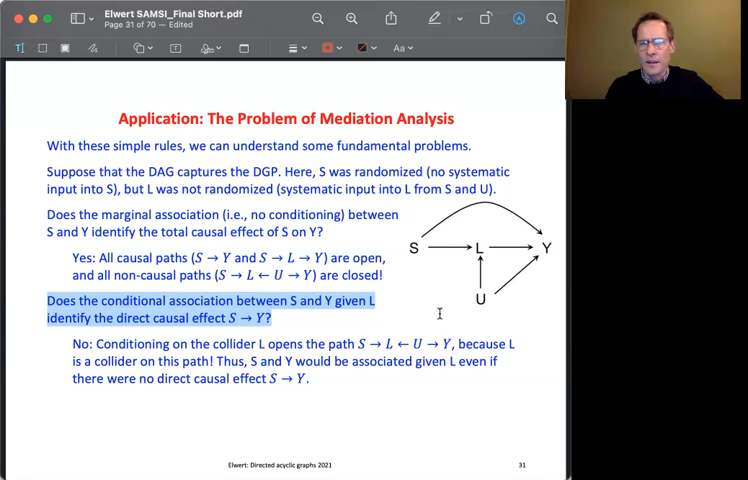 Elwert SAMSI_Final Short.pdf
Page 31 of 70 — Edited
Aa
Application: The Problem of Mediation Analysis
With these simple rules, we can understand some fundamental problems.
Suppose that the DAG captures the DGP. Here, S was randomized (no systematic
input into S), but L was not randomized (systematic input into L from S and U).
Does the marginal association (i.e., no conditioning) between
S and Y identify the total causal effect of S on Y?
Yes: All causal paths (S → Y and S → L → Y) are open,
and all non-causal paths (S → L ← U → Y) are closed!
S L Y
U
Does the conditional association between S and Y given L
identify the direct causal effect S → Y?
No: Conditioning on the collider L opens the path S → L ← U → Y, because L
is a collider on this path! Thus, S and Y would be associated given L even if
there were no direct causal effect S → Y.
Elwert: Directed acyclic graphs 2021
31